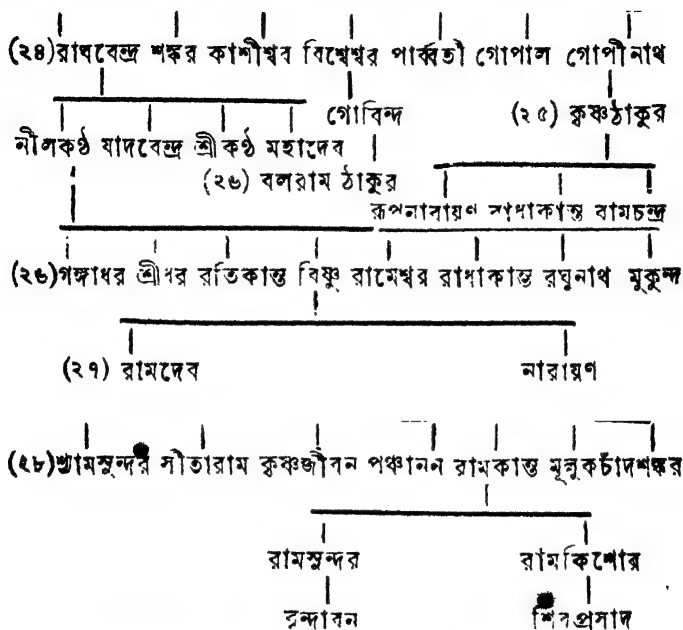 (২৪) রাঘবেন্দ্র শঙ্কর কাশীশ্বর বিশ্বেশ্বর পার্ব্বতী গোপাল গোপীনাথ
গোবিন্দ (২৫) কৃষ্ণঠাকুর
নীলকণ্ঠ যাদবেন্দ্র শ্রীকণ্ঠ মহাদেব
(২৬) বলরাম ঠাকুর
রূপনারায়ণ রাধাকান্ত রামচন্দ্র
(২৬) গঙ্গাধর শ্রীধর রতিকান্ত বিষ্ণু রামেশ্বর রাধাকান্ত রঘুনাথ মুকুন্দ
(২৭) রামদেব নারায়ণ
(২৮) শ্যামসুন্দর সীতারাম কৃষ্ণজীবন পঞ্চানন রামকান্ত মুলুকচাঁদ শঙ্কর
রামসুন্দর রামকিশোর
বৃন্দাবন শিবপ্রসাদ